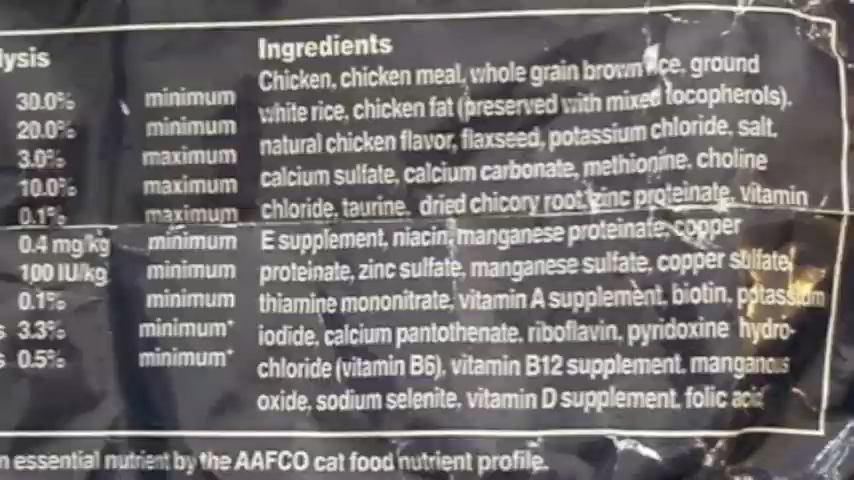 lysis
30.0% minimum
20.0% minimum
3.0% maximum
10.0% maximum
0.1% maximum
0.4 mg/kg minimum
100 IU/kg minimum
0.1% minimum
s 3.3% minimum*
s 0.5% minimum*
Ingredients
Chicken, chicken meal, whole grain brown rice, ground
white rice, chicken fat (preserved with mixed tocopherols),
natural chicken flavor, flaxseed, potassium chloride, salt,
calcium sulfate, calcium carbonate, methionine, choline
chloride, taurine, dried chicory root, zinc proteinate, vitamin
E supplement, niacin, manganese proteinate, copper
proteinate, zinc sulfate, manganese sulfate, copper sulfate,
thiamine mononitrate, vitamin A supplement, biotin, potassium
iodide, calcium pantothenate, riboflavin, pyridoxine hydro-
chloride (vitamin B6), vitamin B12 supplement, manganous
oxide, sodium selenite, vitamin D supplement, folic acid
n essential nutrient by the AAFCO cat food nutrient profile.